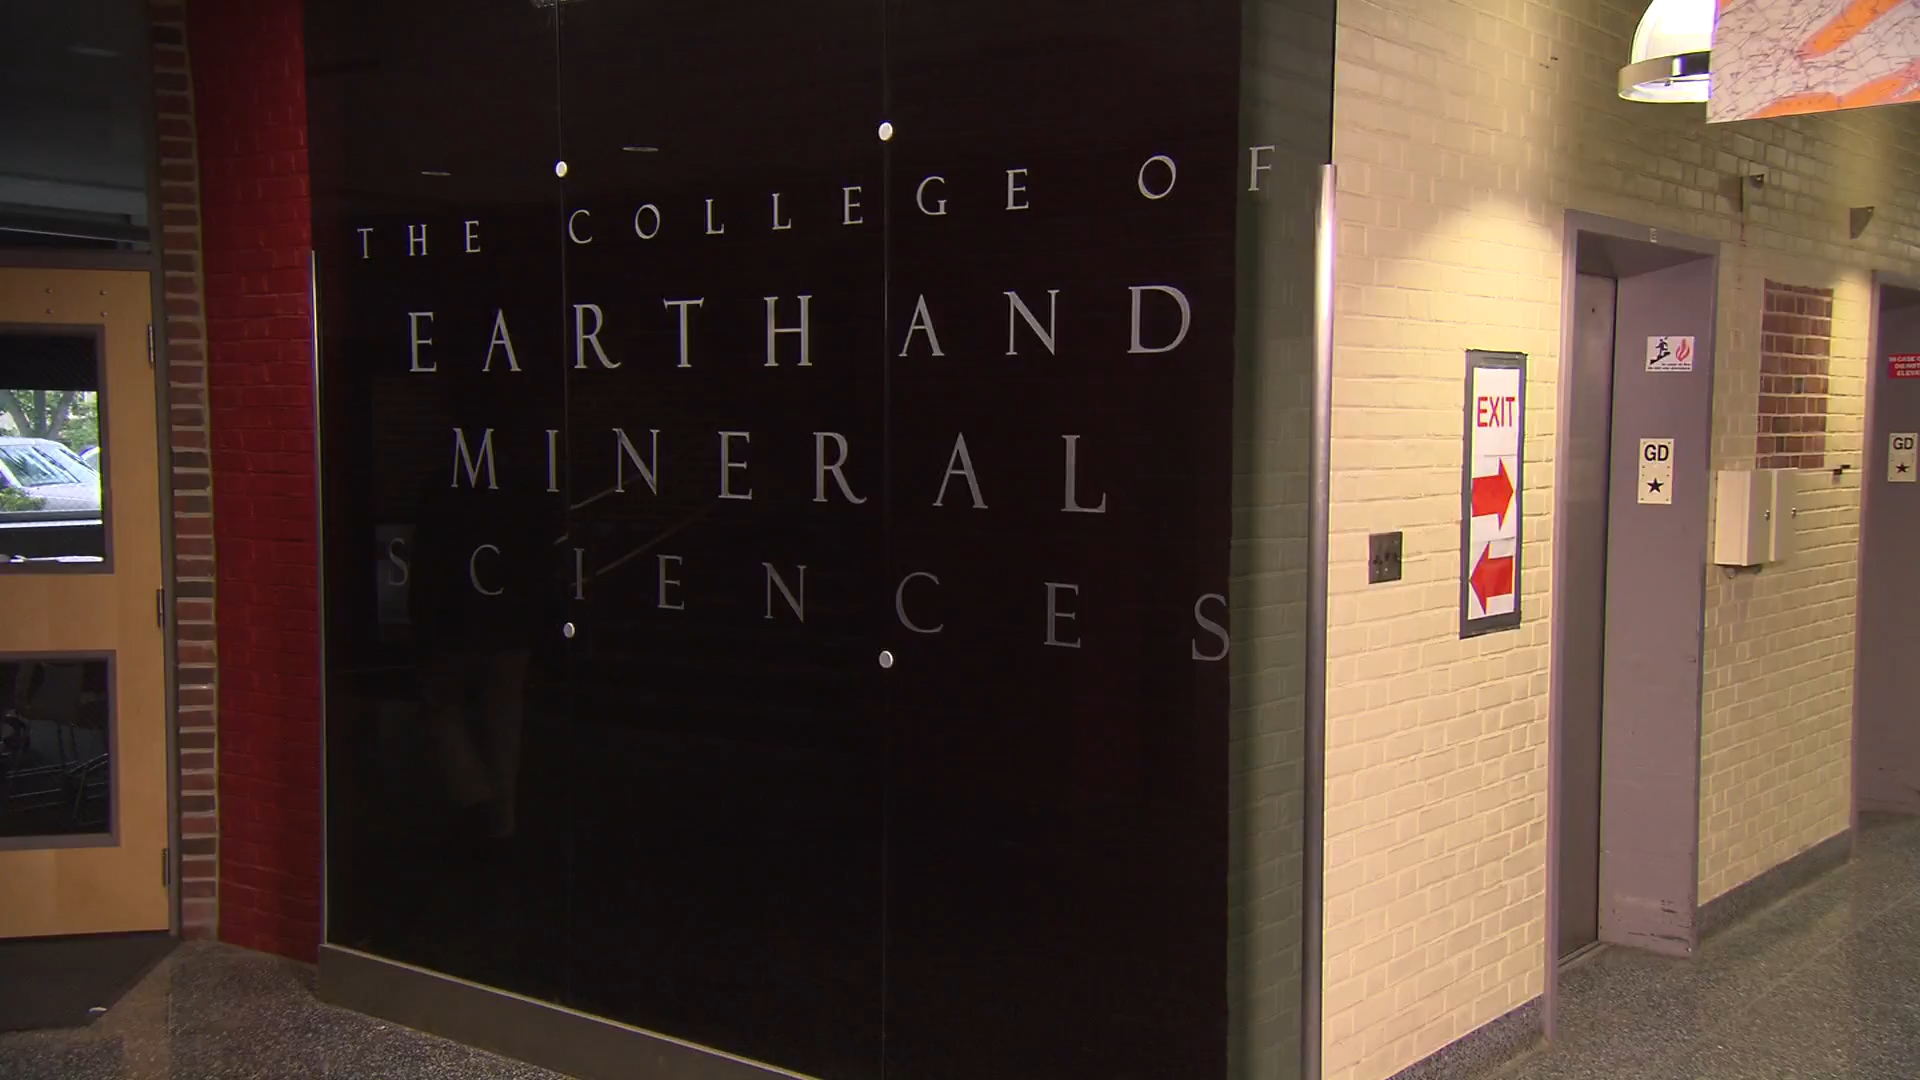 THE COLLEGE OF
EARTH AND
MINERAL
SCIENCES
EXIT
GD
GD